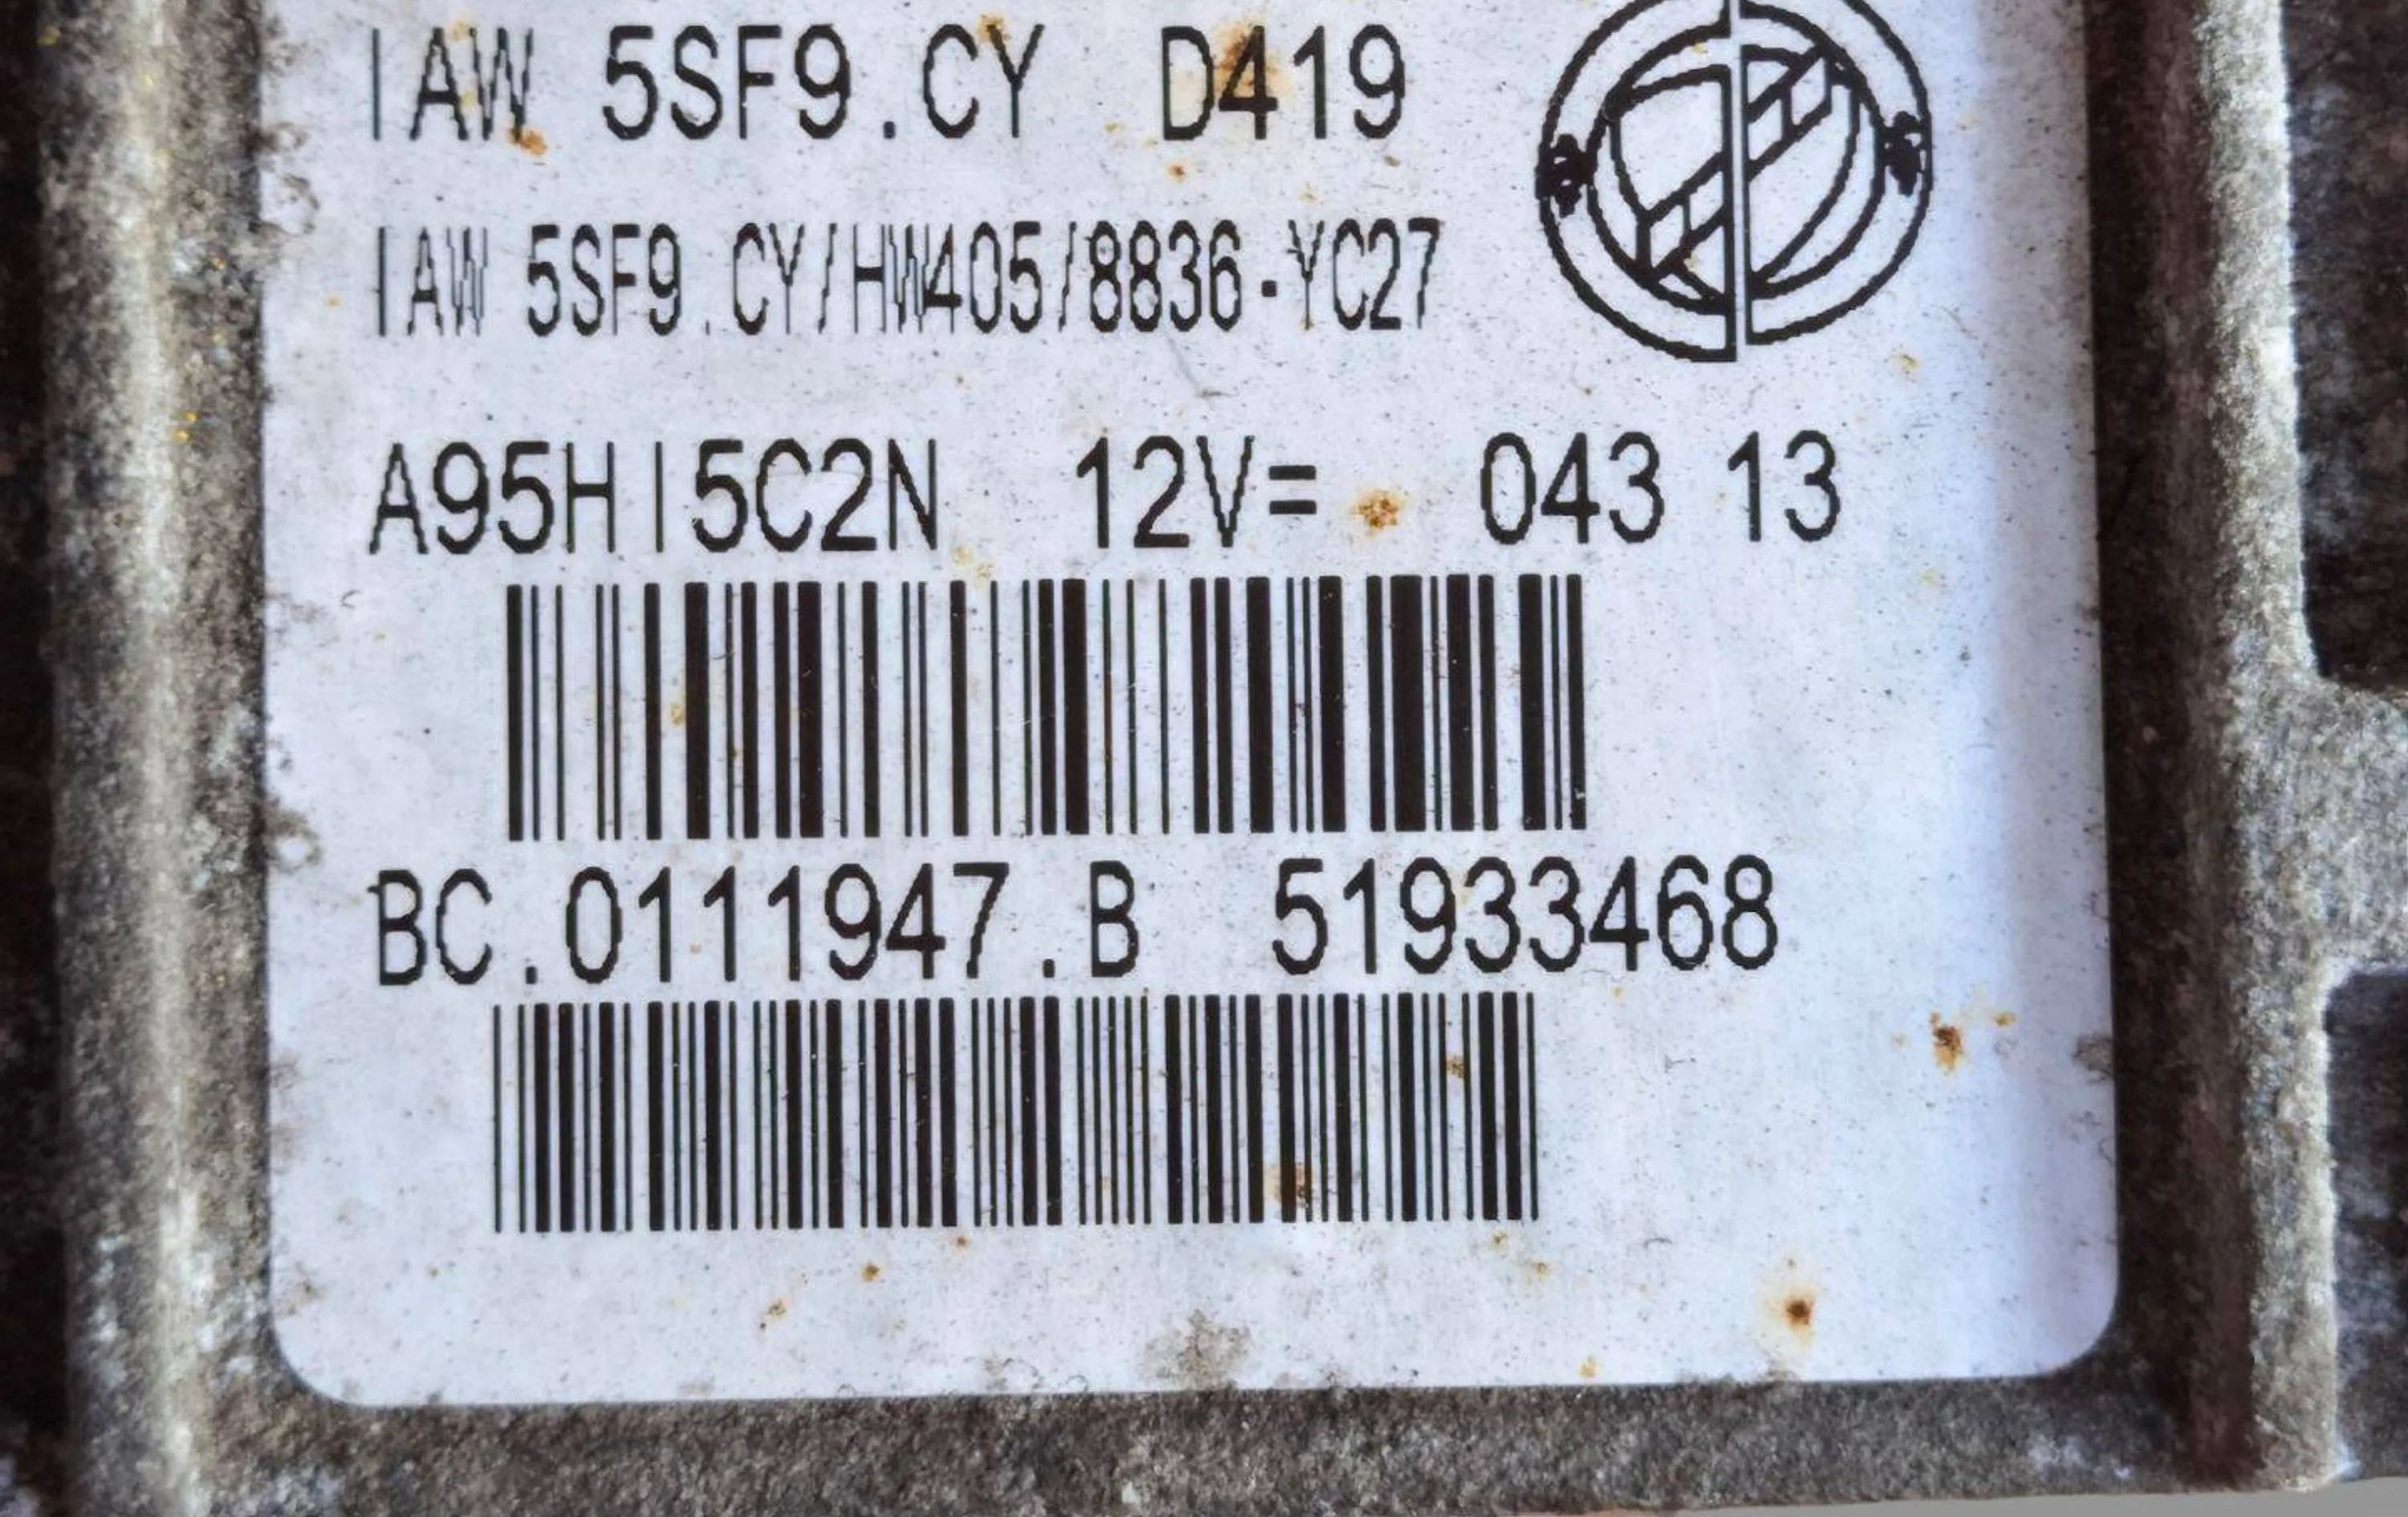 IAW 5SF9.CY D419
IAW 5SF9.CY/HW405/8836-YC27
A95HI5C2N 12V= 043 13
BC.0111947.B 51933468